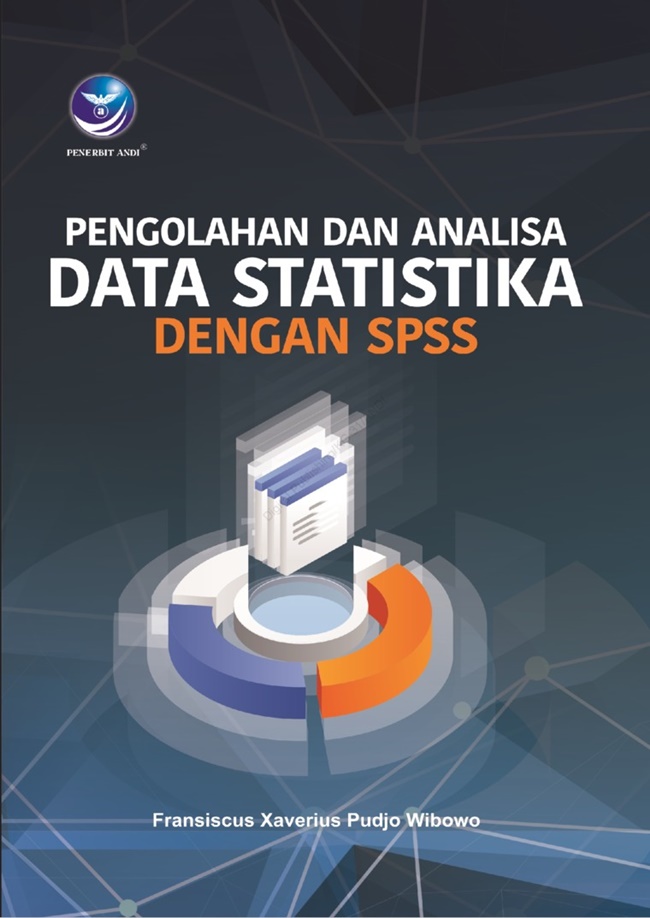 a
PENERBIT ANDI®
PENGOLAHAN DAN ANALISA
DATA STATISTIKA
DENGAN SPSS
Fransiscus Xaverius Pudjo Wibowo